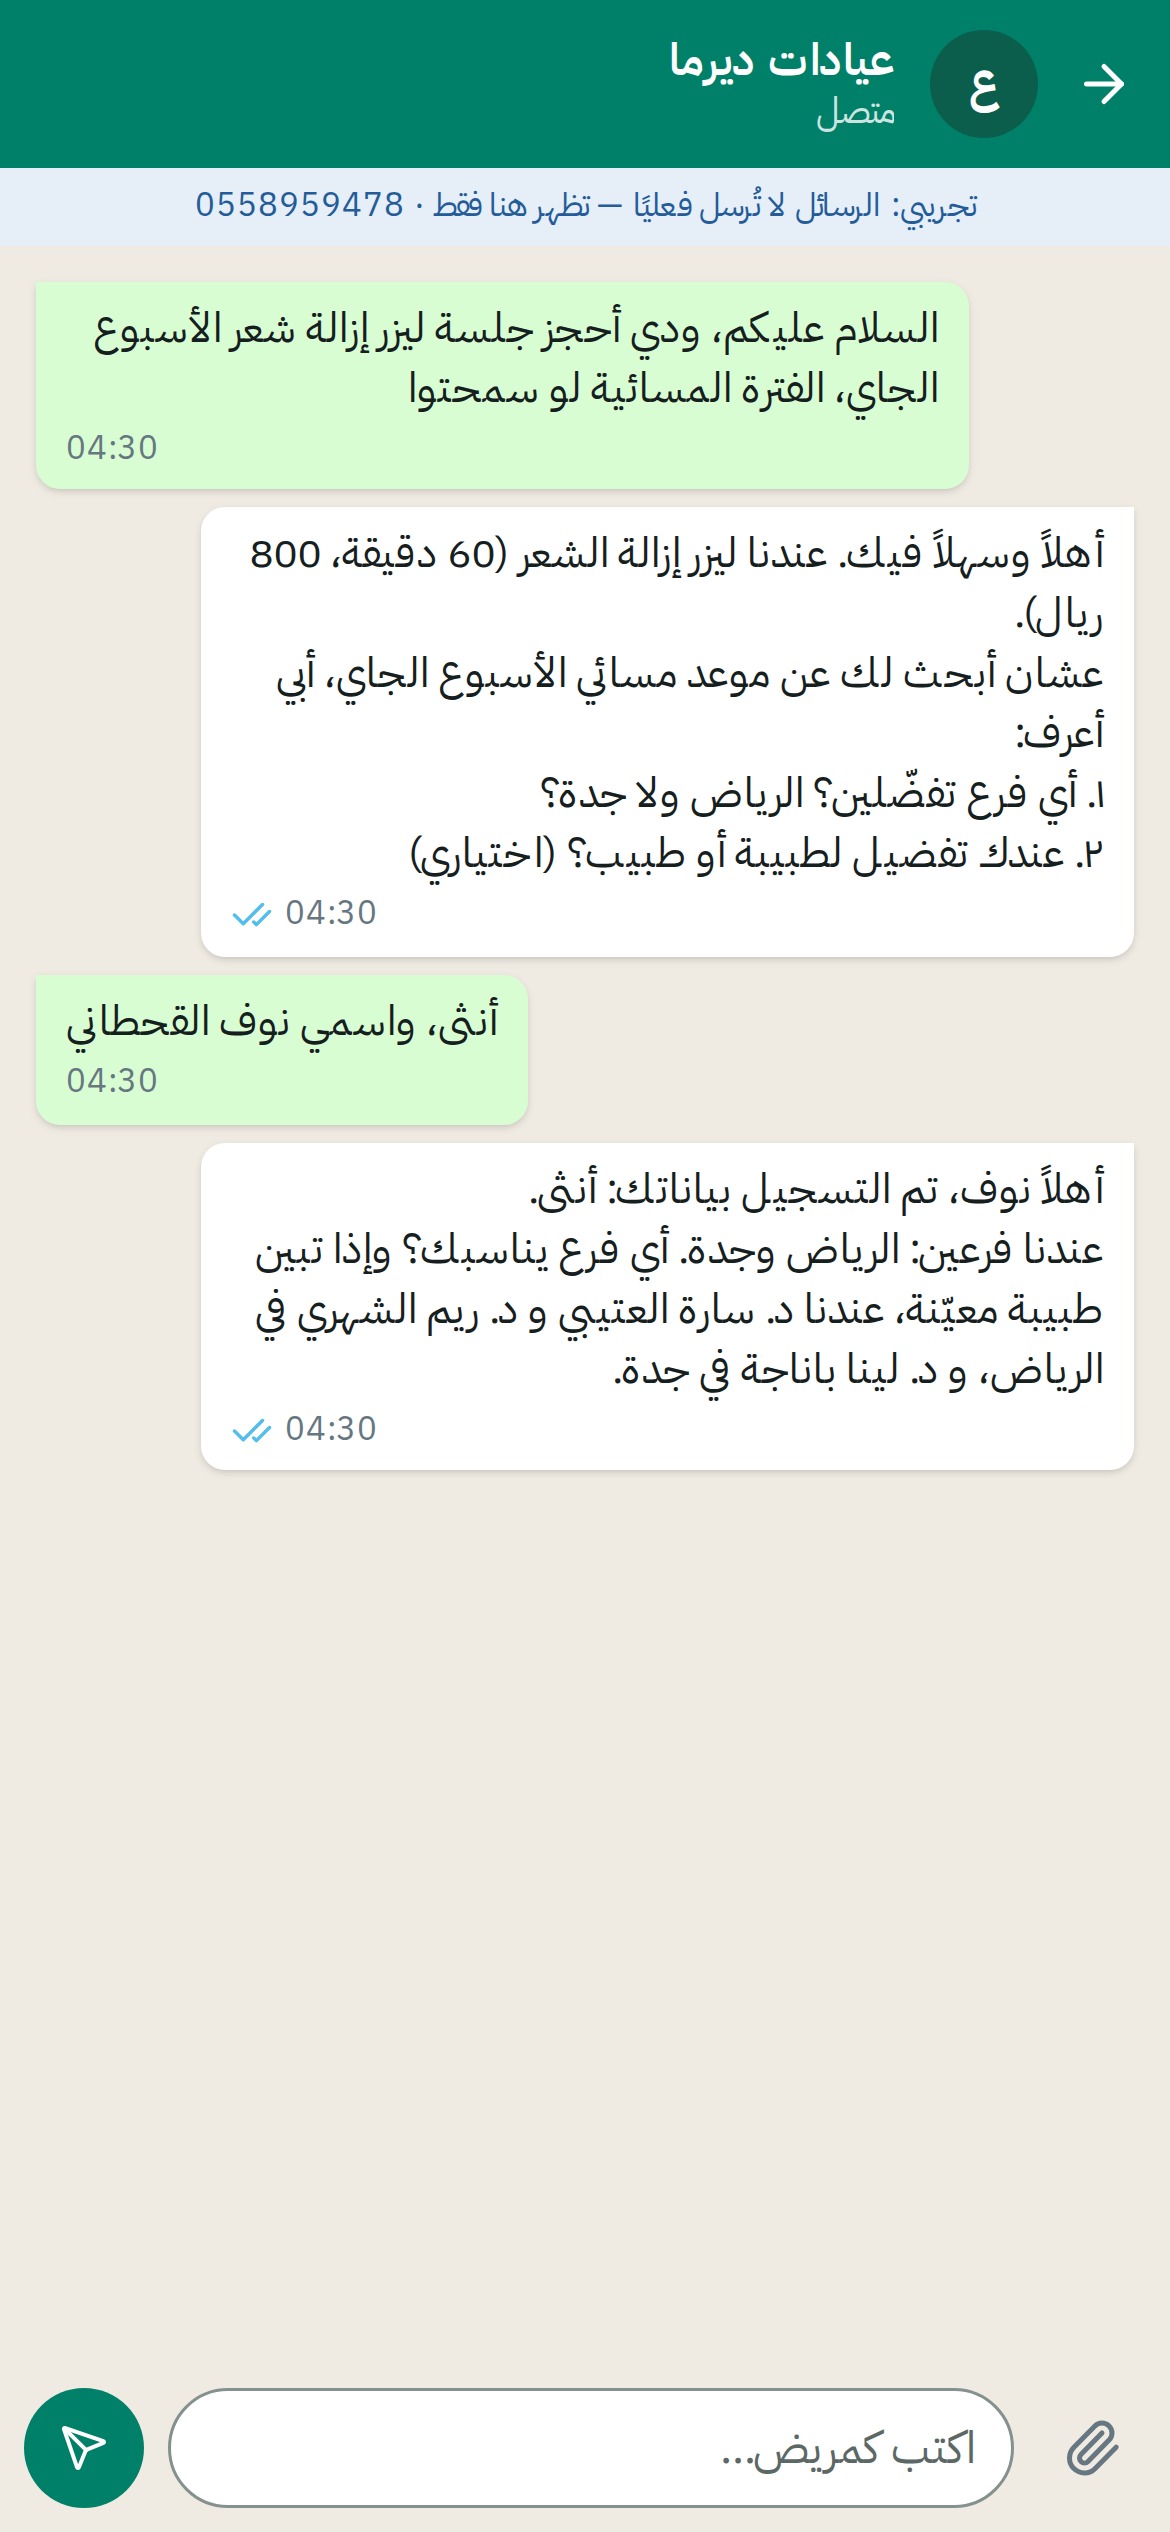 عيادات ديرما
متصل
ع
تجريبي: الرسائل لا تُرسل فعليًا — تظهر هنا فقط · 0558959478
السلام عليكم، ودي أحجز جلسة ليزر إزالة شعر الأسبوع
الجاي، الفترة المسائية لو سمحتوا
04:30
أهلاً وسهلاً فيك. عندنا ليزر إزالة الشعر (60 دقيقة، 800
ريال).
عشان أبحث لك عن موعد مسائي الأسبوع الجاي، أبي
أعرف:
١. أي فرع تفضّلين؟ الرياض ولا جدة؟
٢. عندك تفضيل لطبيبة أو طبيب؟ (اختياري)
04:30
أنثى، واسمي نوف القحطاني
04:30
أهلاً نوف، تم التسجيل بياناتك: أنثى.
عندنا فرعين: الرياض وجدة. أي فرع يناسبك؟ وإذا تبين
طبيبة معيّنة، عندنا د. سارة العتيبي و د. ريم الشهري في
الرياض، و د. لينا باناجة في جدة.
04:30
اكتب كمريض...